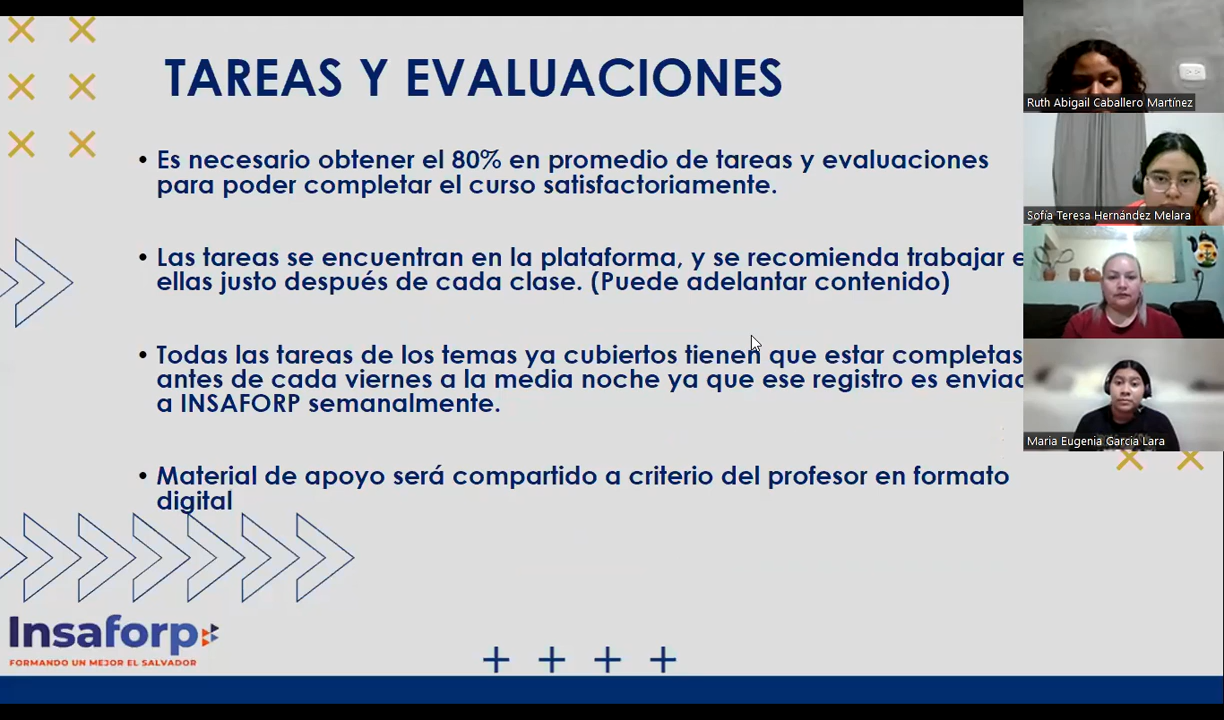 TAREAS Y EVALUACIONES
• Es necesario obtener el 80% en promedio de tareas y evaluaciones
para poder completar el curso satisfactoriamente.
• Las tareas se encuentran en la plataforma, y se recomienda trabajar e
ellas justo después de cada clase. (Puede adelantar contenido)
• Todas las tareas de los temas ya cubiertos tienen que estar completas
antes de cada viernes a la media noche ya que ese registro es enviad
a INSAFORP semanalmente.
• Material de apoyo será compartido a criterio del profesor en formato
digital
Insaforp
FORMANDO UN MEJOR EL SALVADOR
Ruth Abigail Caballero Martínez
Sofía Teresa Hernández Melara
Maria Eugenia Garcia Lara